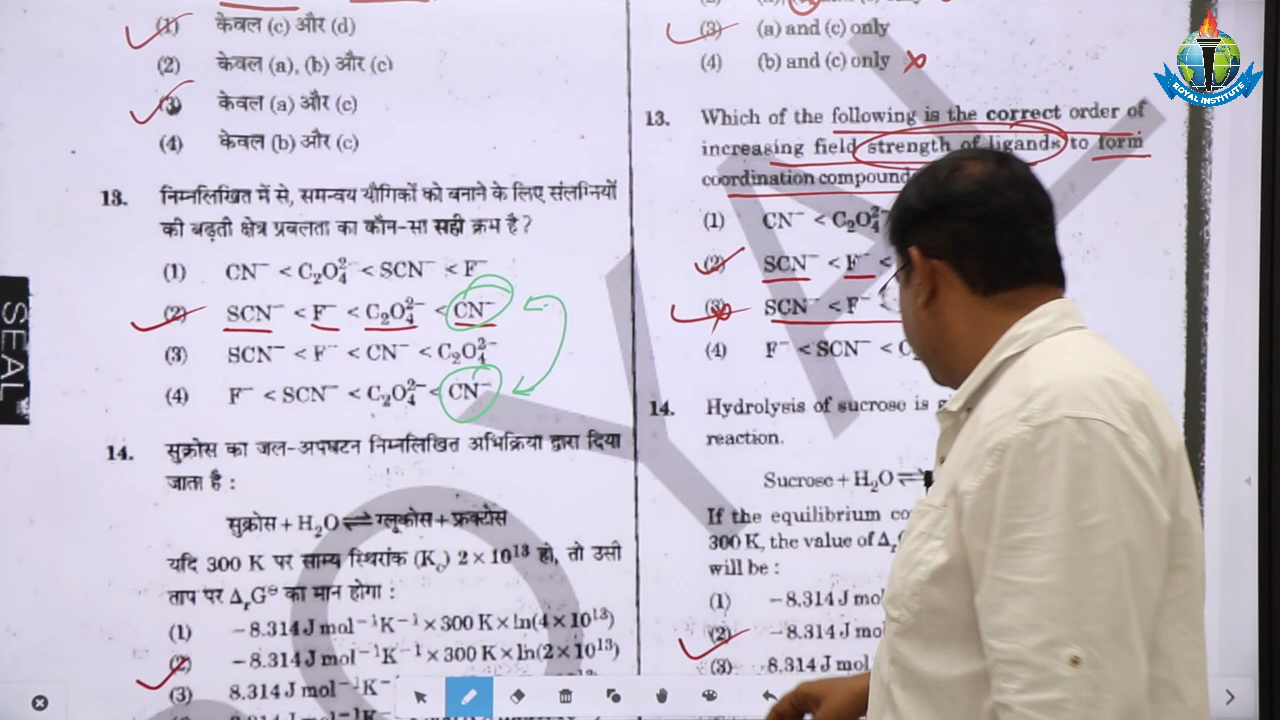 (1) केवल (c) और (d)
(2) केवल (a), (b) और (c)
(3) केवल (a) और (c)
(4) केवल (b) और (c)
13. निम्नलिखित में से, समन्वय यौगिकों को बनाने के लिए संलग्नियों
की बढ़ती क्षेत्र प्रबलता का कौन-सा सही क्रम है ?
(1) CN⁻ < C₂O₄²⁻ < SCN⁻ < F⁻
(2) SCN⁻ < F⁻ < C₂O₄²⁻ < CN⁻
(3) SCN⁻ < F⁻ < CN⁻ < C₂O₄²⁻
(4) F⁻ < SCN⁻ < C₂O₄²⁻ < CN⁻
14. सुक्रोस का जल-अपघटन निम्नलिखित अभिक्रिया द्वारा दिया
जाता है :
सुक्रोस + H₂O ⇌ ग्लूकोस + फ्रक्टोस
यदि 300 K पर साम्य स्थिरांक (K꜀) 2 × 10¹³ हो, तो उसी
ताप पर ΔᵣG⊖ का मान होगा :
(1) −8.314 J mol⁻¹K⁻¹ × 300 K × ln(4 × 10¹³)
(2) −8.314 J mol⁻¹K⁻¹ × 300 K × ln(2 × 10¹³)
(3) 8.314 J mol⁻¹K⁻
(3) (a) and (c) only
(4) (b) and (c) only
13. Which of the following is the correct order of
increasing field strength of ligands to form
coordination compound
(1) CN⁻ < C₂O₄²⁻
(2) SCN⁻ < F⁻ <
(3) SCN⁻ < F⁻
(4) F⁻ < SCN⁻ <
14. Hydrolysis of sucrose is
reaction.
Sucrose + H₂O ⇌
If the equilibrium co
300 K, the value of Δᵣ
will be :
(1) −8.314 J mo
(2) −8.314 J mo
(3) 8.314 J mol
SEAL
ROYAL INSTITUTE